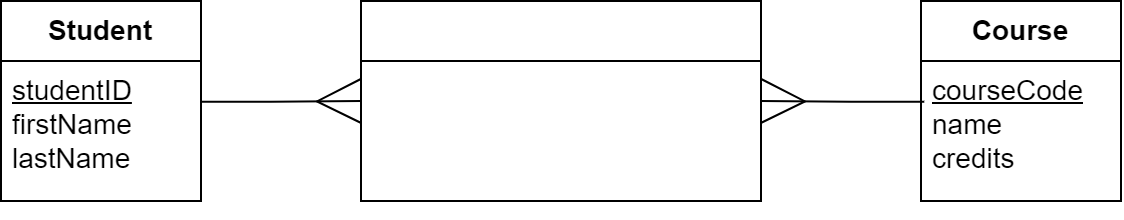 Student
studentID
firstName
lastName
Course
courseCode
name
credits